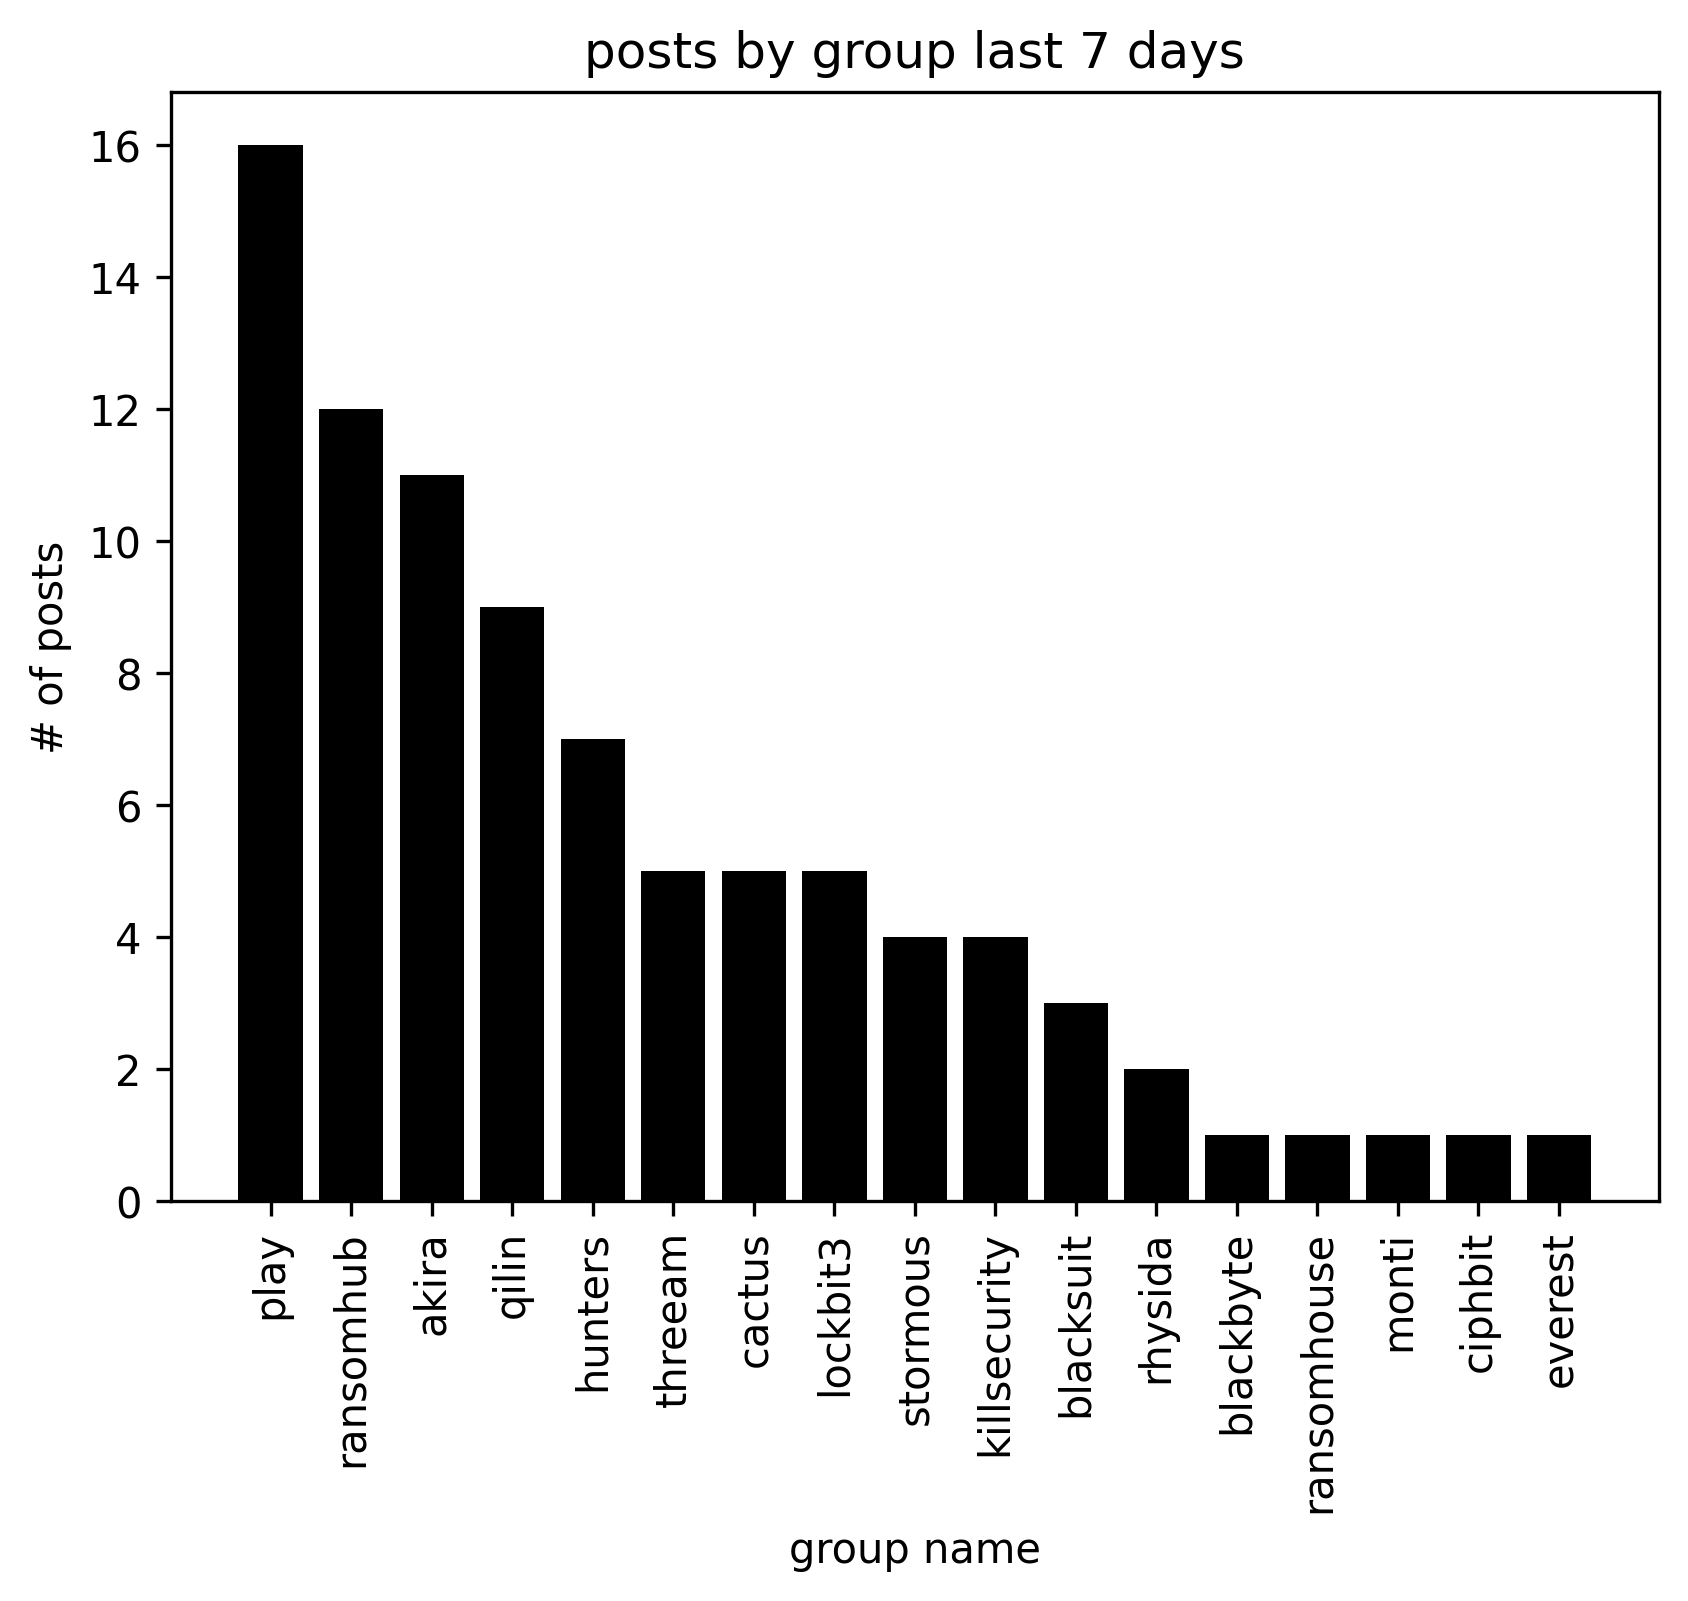 posts by group last 7 days
16
14
12
10
8
6
4
2
0
# of posts
play
ransomhub
akira
qilin
hunters
threeam
cactus
lockbit3
stormous
killsecurity
blacksuit
rhysida
blackbyte
ransomhouse
monti
ciphbit
everest
group name